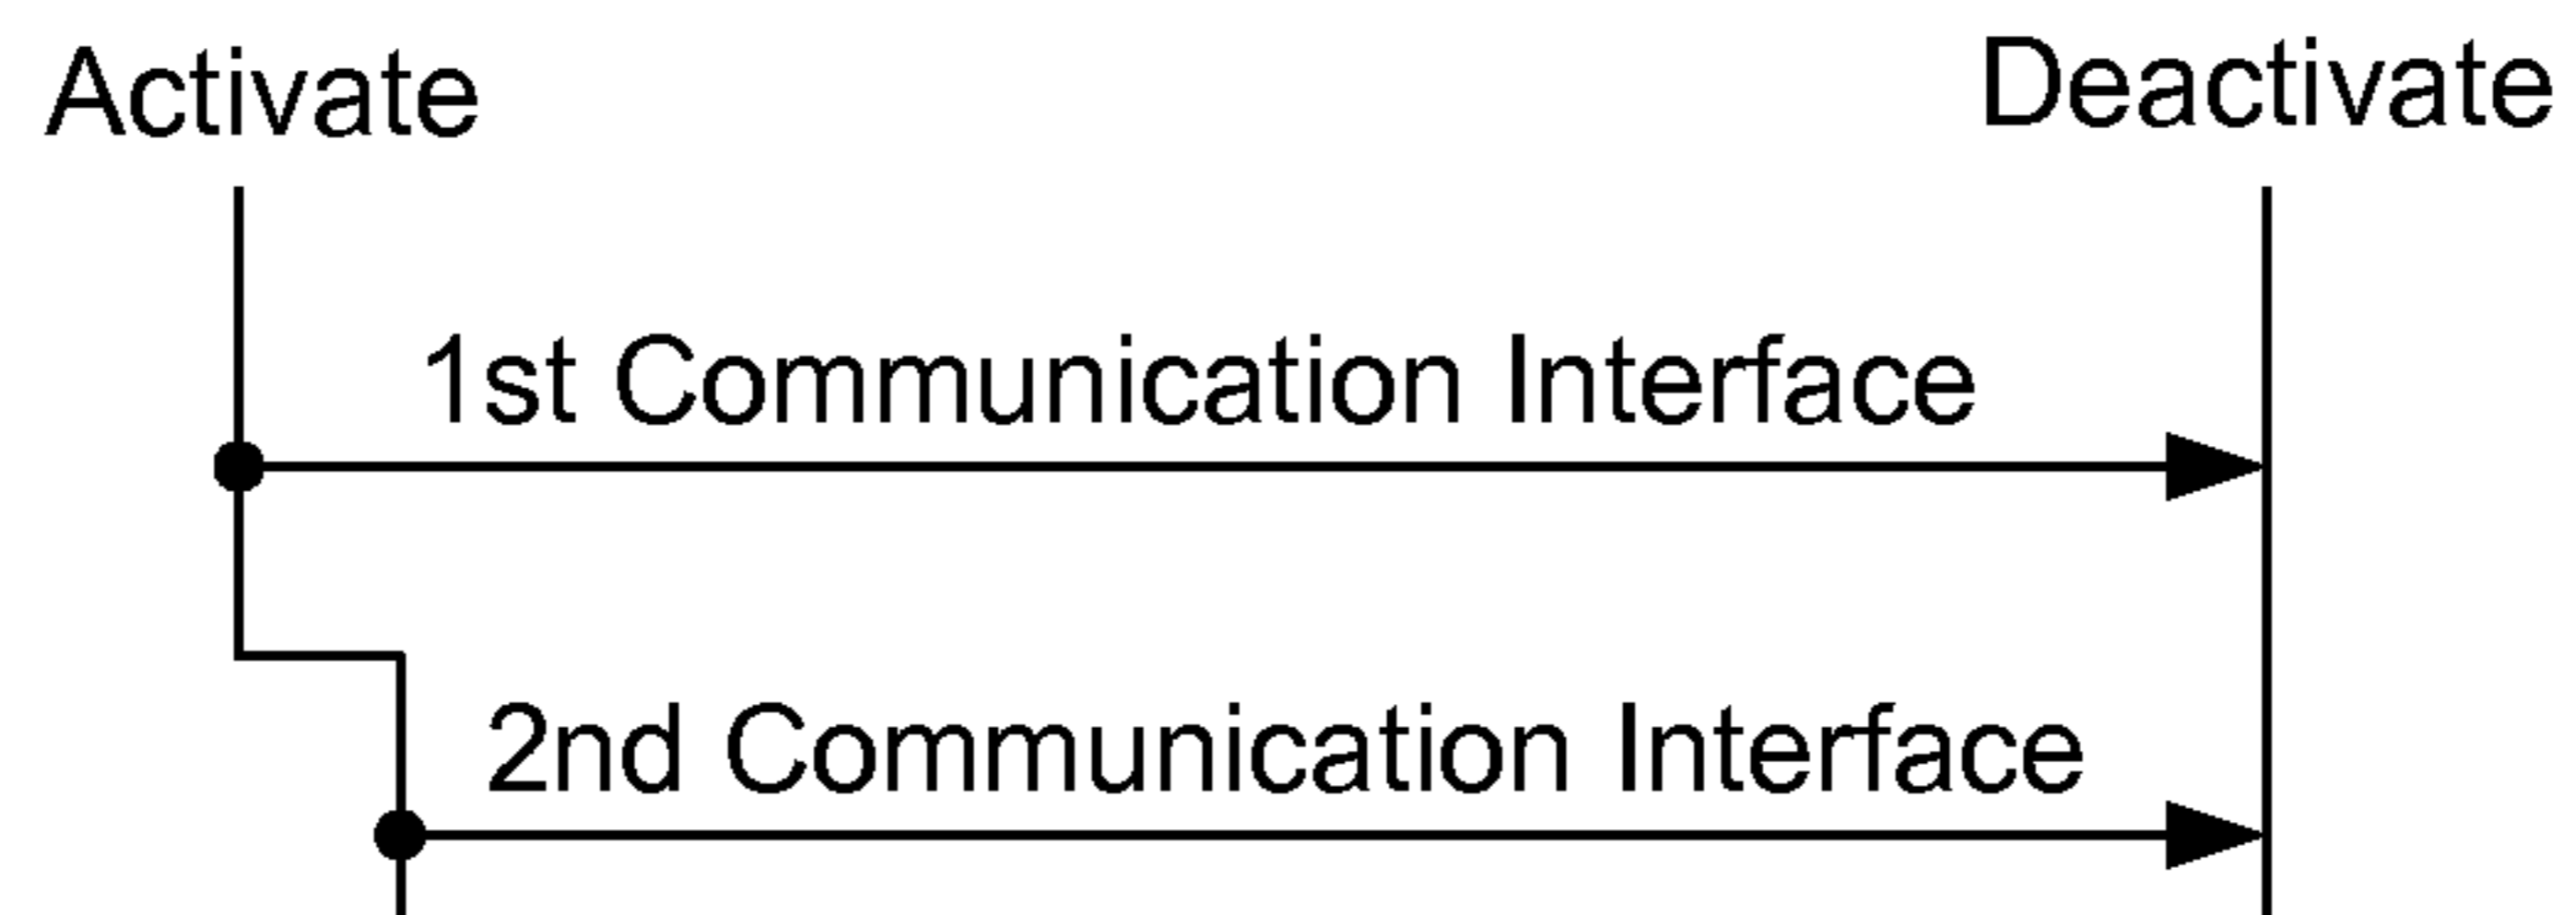 Activate
Deactivate
1st Communication Interface
2nd Communication Interface